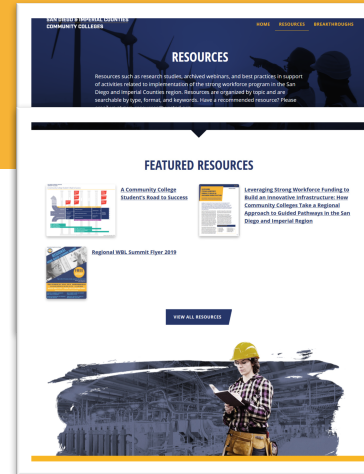 SAN DIEGO & IMPERIAL COUNTIES
COMMUNITY COLLEGES
HOME RESOURCES BREAKTHROUGHS
RESOURCES
Resources such as research studies, archived webinars, and best practices in support
of activities related to implementation of the strong workforce program in the San
Diego and Imperial Counties region. Resources are organized by topic and are
searchable by type, format, and keywords. Have a recommended resource? Please
FEATURED RESOURCES
A Community College
Student's Road to Success
Leveraging Strong Workforce Funding to
Build an Innovative Infrastructure: How
Community Colleges Take a Regional
Approach to Guided Pathways in the San
Diego and Imperial Region
Regional WBL Summit Flyer 2019
VIEW ALL RESOURCES